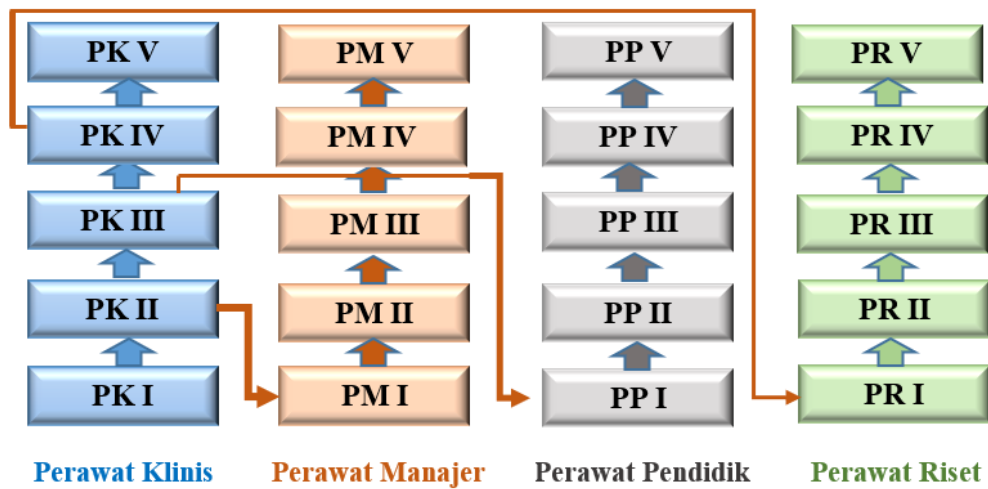 PK V
PK IV
PK III
PK II
PK I
Perawat Klinis
PM V
PM IV
PM III
PM II
PM I
Perawat Manajer
PP V
PP IV
PP III
PP II
PP I
Perawat Pendidik
PR V
PR IV
PR III
PR II
PR I
Perawat Riset